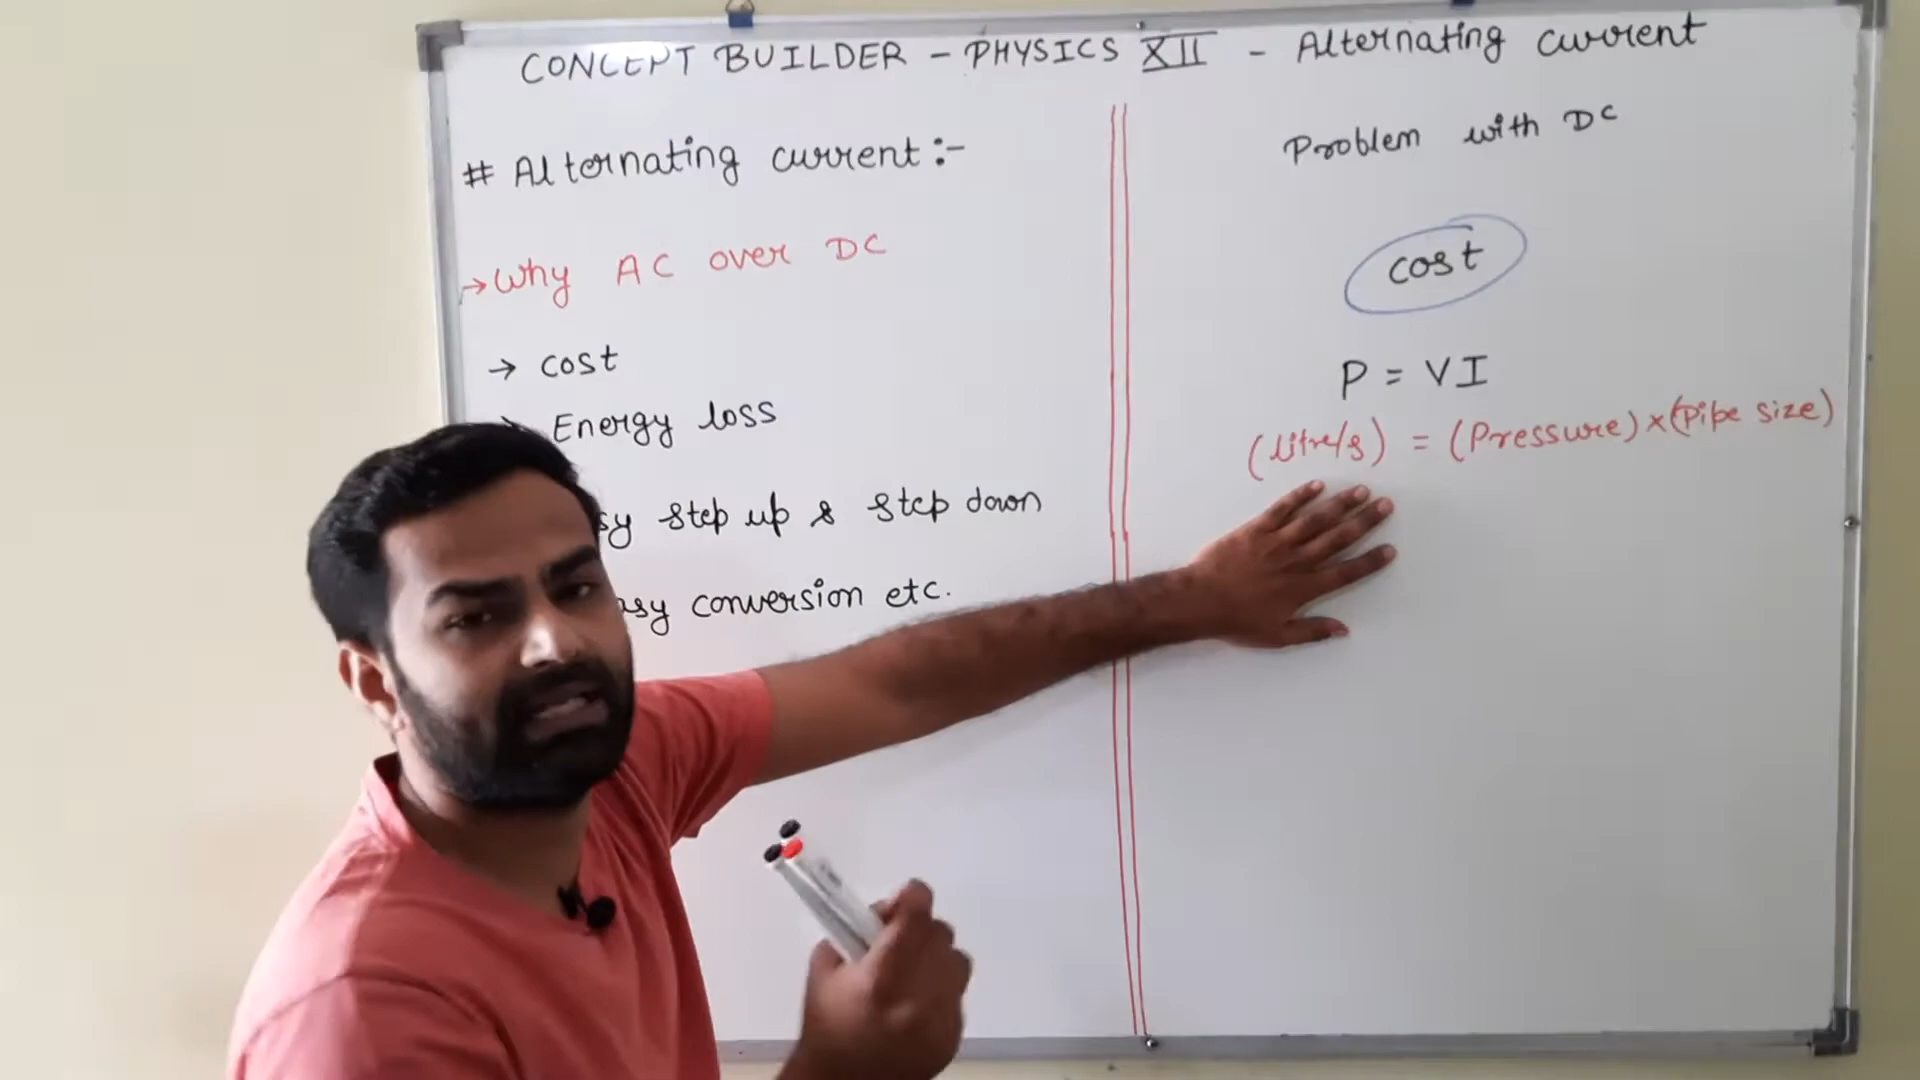 CONCEPT BUILDER - PHYSICS XII - Alternating current
# Alternating current :-
→ Why AC over DC
→ cost
Energy loss
step up & step down
conversion etc.
Problem with DC
cost
P = VI
(litre/s) = (Pressure) × (Pipe size)